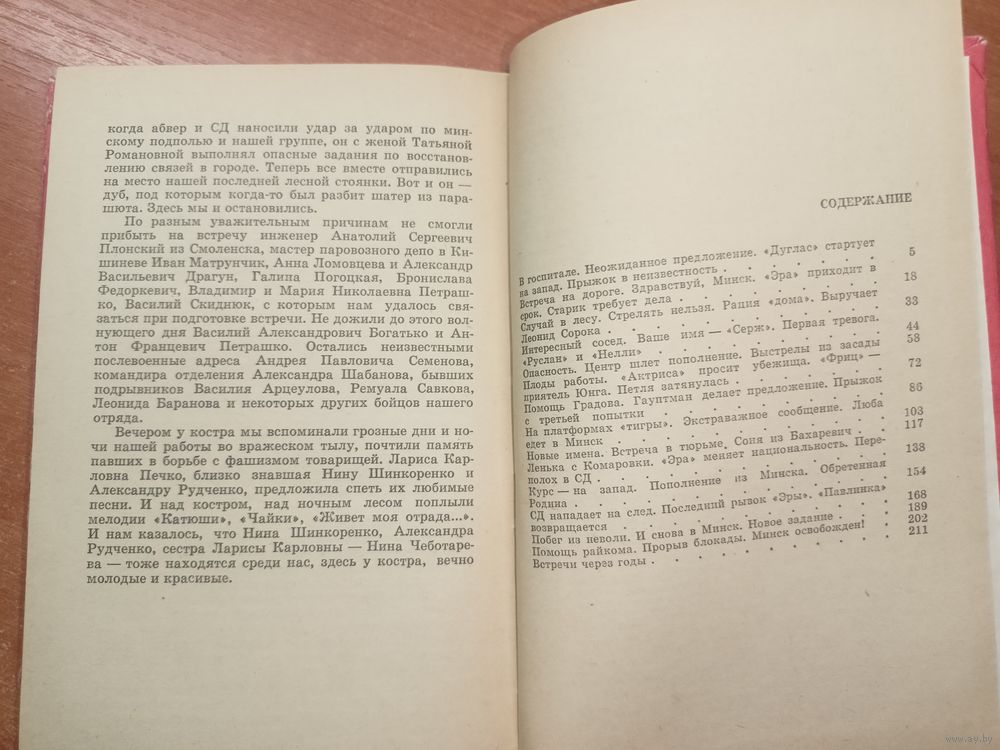 когда абвер и СД наносили удар за ударом по мин-
скому подполью и нашей группе, он с женой Татьяной
Романовной выполнял опасные задания по восстанов-
лению связей в городе. Теперь все вместе отправились
на место нашей последней лесной стоянки. Вот и он —
дуб, под которым когда-то был разбит шатер из пара-
шюта. Здесь мы и остановились.
По разным уважительным причинам не смогли
прибыть на встречу инженер Анатолий Сергеевич
Плонский из Смоленска, мастер паровозного депо в Ки-
шиневе Иван Матрунчик, Анна Ломовцева и Александр
Васильевич Драгун, Галина Погоцкая, Бронислава
Федоркевич, Владимир и Мария Николаевна Петраш-
ко, Василий Скиднюк, с которым нам удалось свя-
заться при подготовке встречи. Не дожили до этого вол-
нующего дня Василий Александрович Богатько и Ан-
тон Францевич Петрашко. Остались неизвестными
послевоенные адреса Андрея Павловича Семенова,
командира отделения Александра Шабанова, бывших
подрывников Василия Арцеулова, Ремуала Савкова,
Леонида Баранова и некоторых других бойцов нашего
отряда.
Вечером у костра мы вспоминали грозные дни и но-
чи нашей работы во вражеском тылу, почтили память
павших в борьбе с фашизмом товарищей. Лариса Кар-
ловна Печко, близко знавшая Нину Шинкоренко и
Александру Рудченко, предложила спеть их любимые
песни. И над костром, над ночным лесом поплыли
мелодии «Катюши», «Чайки», «Живет моя отрада...».
И нам казалось, что Нина Шинкоренко, Александра
Рудченко, сестра Ларисы Карловны — Нина Чеботаре-
ва — тоже находятся среди нас, здесь у костра, вечно
молодые и красивые.
СОДЕРЖАНИЕ
В госпитале. Неожиданное предложение. «Дуглас» стартует
на запад. Прыжок в неизвестность . . . . . . 5
Встреча на дороге. Здравствуй, Минск. «Эра» приходит в
срок. Старик требует дела . . . . . . . 18
Случай в лесу. Стрелять нельзя. Рация «дома». Выручает
Леонид Сорока . . . . . . . . . 33
Интересный сосед. Ваше имя — «Серж». Первая тревога.
«Руслан» и «Нелли» . . . . . . . . 44
Опасность. Центр шлет пополнение. Выстрелы из засады 58
Плоды работы. «Актриса» просит убежища. «Фриц» —
приятель Юнга. Петля затянулась . . . . . . 72
Помощь Градова. Гауптман делает предложение. Прыжок
с третьей попытки . . . . . . . . 86
На платформах «тигры». Экстраважное сообщение. Люба
едет в Минск . . . . . . . . . 103
Новые имена. Встреча в тюрьме. Соня из Бахаревич . 117
Ленька с Комаровки. «Эра» меняет национальность. Пере-
полох в СД . . . . . . . . . . 138
Курс — на запад. Пополнение из Минска. Обретенная
Родина . . . . . . . . . . . 154
СД нападает на след. Последний рывок «Эры». «Павлинка»
возвращается . . . . . . . . . 168
Побег из неволи. И снова в Минск. Новое задание . . 189
Помощь райкома. Прорыв блокады. Минск освобожден! . 202
Встречи через годы . . . . . . . . 211
www.ay.by